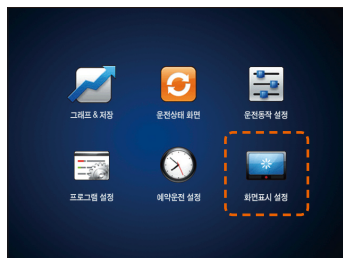 그래프 & 저장
운전상태 화면
운전동작 설정
프로그램 설정
예약운전 설정
화면표시 설정